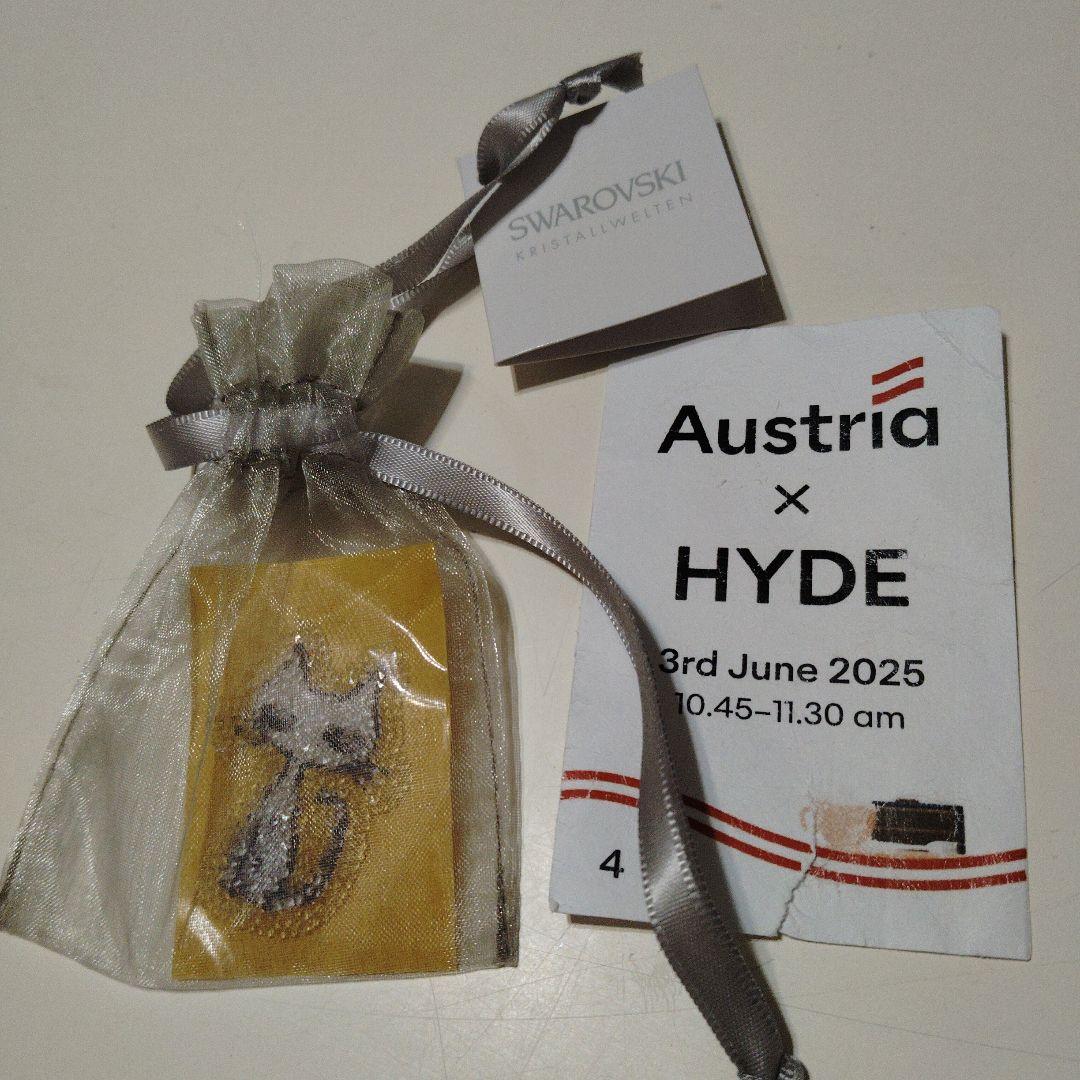 SWAROVSKI
KRISTALLWELTEN
Austria
×
HYDE
3rd June 2025
10.45–11.30 am
4